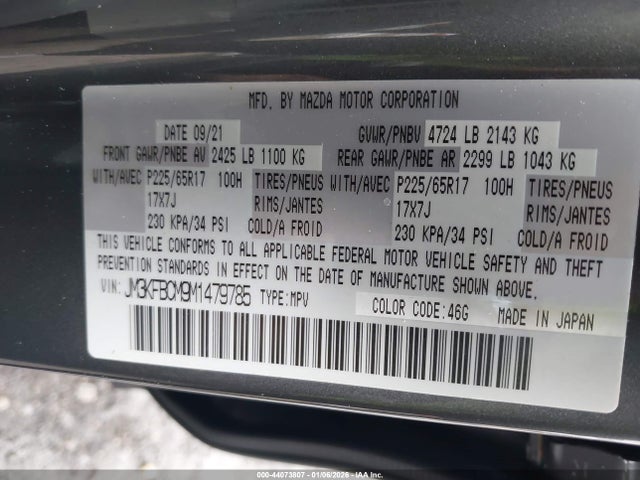 MFD. BY MAZDA MOTOR CORPORATION
DATE 09/21 GVWR/PNBV 4724 LB 2143 KG
FRONT GAWR/PNBE AV 2425 LB 1100 KG REAR GAWR/PNBE AR 2299 LB 1043 KG
WITH/AVEC P225/65R17 100H TIRES/PNEUS WITH/AVEC P225/65R17 100H TIRES/PNEUS
17X7J RIMS/JANTES 17X7J RIMS/JANTES
230 KPA/34 PSI COLD/A FROID 230 KPA/34 PSI COLD/A FROID
THIS VEHICLE CONFORMS TO ALL APPLICABLE FEDERAL MOTOR VEHICLE SAFETY AND THEFT
PREVENTION STANDARDS IN EFFECT ON THE DATE OF MANUFACTURE SHOWN ABOVE.
VIN: JM3KFBCM9M1479785 TYPE:MPV COLOR CODE:46G MADE IN JAPAN
000-44073807 - 01/06/2026 - IAA Inc.